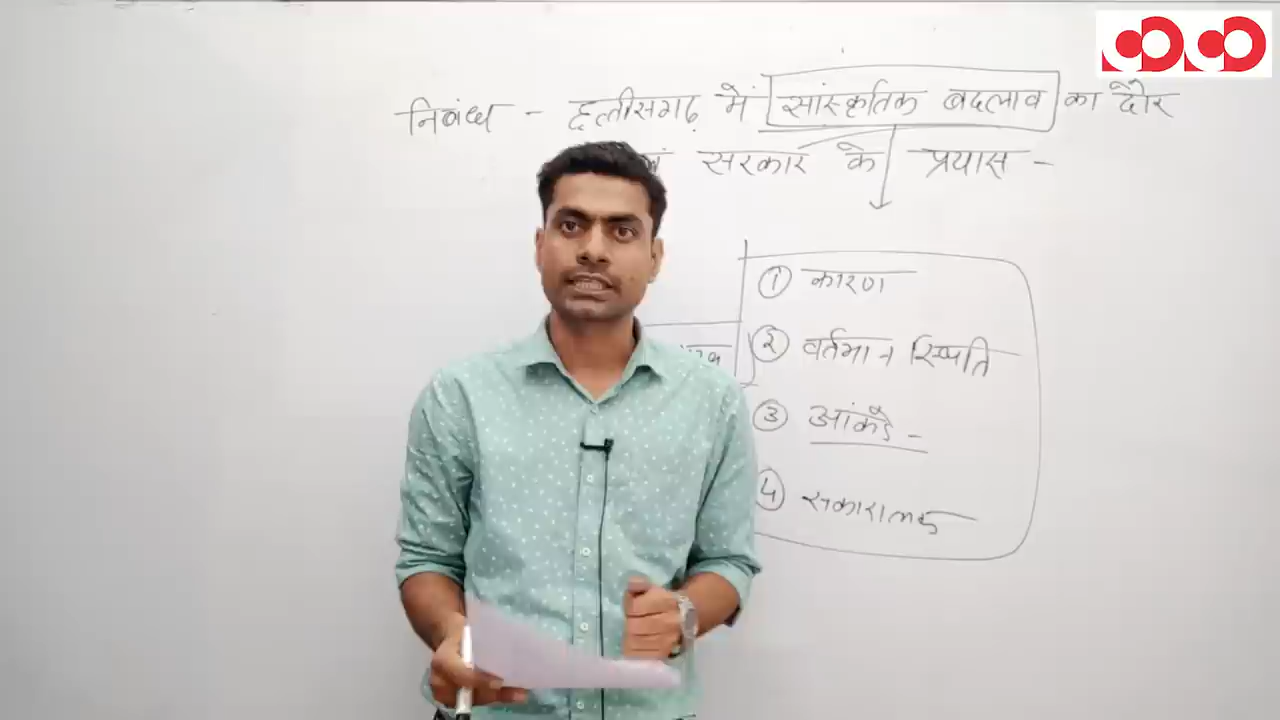 निबंध - छत्तीसगढ़ में सांस्कृतिक बदलाव का दौर
सरकार के प्रयास -
① कारण
② वर्तमान स्थिति
③ आंकड़े -
④ सकारात्मक